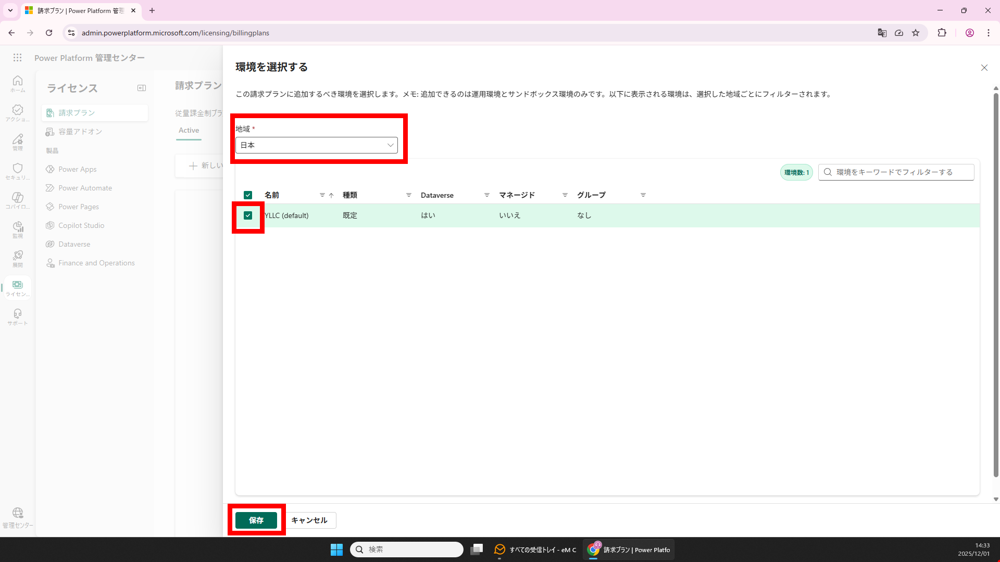 請求プラン | Power Platform 管理
admin.powerplatform.microsoft.com/licensing/billingplans
Power Platform 管理センター
ホーム
アクショ...
管理
セキュリ...
コパイロ...
監視
展開
ライセン...
サポート
管理センター
ライセンス
請求プラン
容量アドオン
製品
Power Apps
Power Automate
Power Pages
Copilot Studio
Dataverse
Finance and Operations
請求プラン
従量課金制プラ
Active
新しい
環境を選択する
この請求プランに追加するべき環境を選択します。メモ: 追加できるのは運用環境とサンドボックス環境のみです。以下に表示される環境は、選択した地域ごとにフィルターされます。
地域 *
日本
環境数: 1
環境をキーワードでフィルターする
名前 種類 Dataverse マネージド グループ
YLLC (default) 既定 はい いいえ なし
保存 キャンセル
検索
すべての受信トレイ - eM C
請求プラン | Power Platfo
14:33
2025/12/01